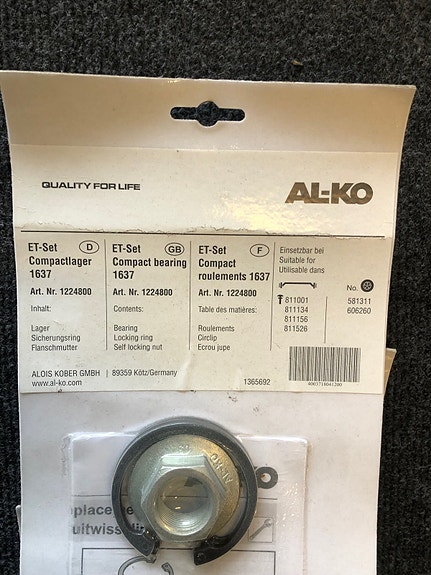 QUALITY FOR LIFE
AL-KO
ET-Set D
Compactlager
1637
Art. Nr. 1224800
Inhalt:
Lager
Sicherungsring
Flanschmutter
ET-Set GB
Compact bearing
1637
Art. Nr. 1224800
Contents:
Bearing
Locking ring
Self locking nut
ET-Set F
Compact
roulements 1637
Art. Nr. 1224800
Table des matières:
Roulements
Circlip
Ecrou jupe
Einsetzbar bei
Suitable for
Utilisable dans
No.
811001 581311
811134 606260
811156
811526
ALOIS KOBER GMBH | 89359 Kötz/Germany
www.al-ko.com
1365692
AL-KO